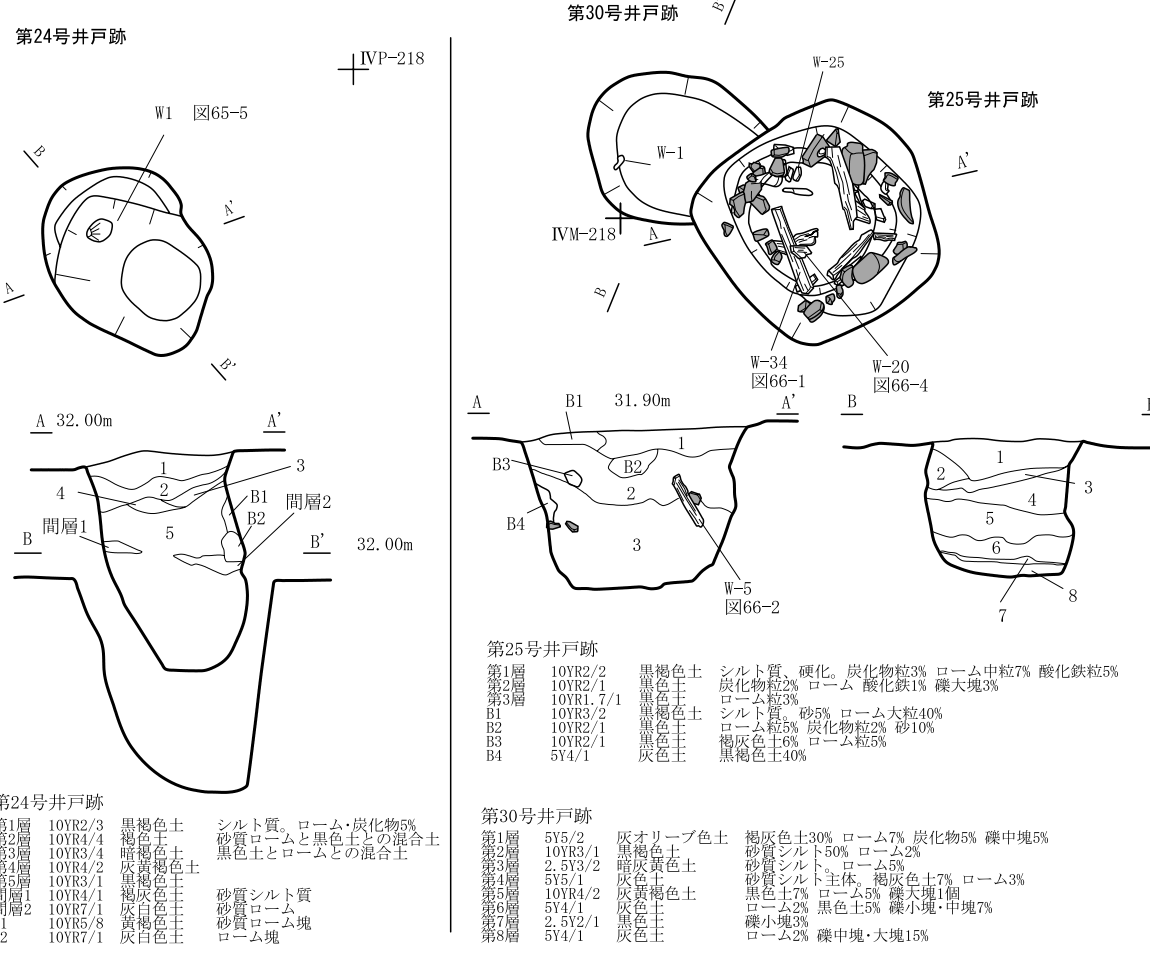 第24号井戸跡
ⅣP-218
W1 図65-5
B
A'
A
B'
A 32.00m A'
1
2
3
4
5
B1
B2
間層1
間層2
B B' 32.00m
第24号井戸跡
第1層 10YR2/3 黒褐色土 シルト質。ローム・炭化物5%
第2層 10YR4/4 褐色土 砂質ロームと黒色土との混合土
第3層 10YR3/4 暗褐色土 黒色土とロームとの混合土
第4層 10YR4/2 灰黄褐色土
第5層 10YR3/1 黒褐色土
間層1 10YR4/1 褐灰色土 砂質シルト質
間層2 10YR7/1 灰白色土 砂質ローム
1 10YR5/8 黄褐色土 砂質ローム塊
2 10YR7/1 灰白色土 ローム塊
第30号井戸跡
B
W-25
第25号井戸跡
W-1
A'
ⅣM-218
A
B
W-34
図66-1
W-20
図66-4
A B1 31.90m A'
1
B3
B2
2
B4
3
W-5
図66-2
B
1
2
3
4
5
6
7
8
第25号井戸跡
第1層 10YR2/2 黒褐色土 シルト質、硬化。炭化物粒3% ローム中粒7% 酸化鉄粒5%
第2層 10YR2/1 黒色土 炭化物粒2% ローム 酸化鉄1% 礫大塊3%
第3層 10YR1.7/1 黒色土 ローム粒3%
B1 10YR3/2 黒褐色土 シルト質。砂5% ローム大粒40%
B2 10YR2/1 黒色土 ローム粒5% 炭化物粒2% 砂10%
B3 10YR2/1 黒色土 褐灰色土6% ローム粒5%
B4 5Y4/1 灰色土 黒褐色土40%
第30号井戸跡
第1層 5Y5/2 灰オリーブ色土 褐灰色土30% ローム7% 炭化物5% 礫中塊5%
第2層 10YR3/1 黒褐色土 砂質シルト50% ローム2%
第3層 2.5Y3/2 暗灰黄色土 砂質シルト。ローム5%
第4層 5Y5/1 灰色土 砂質シルト主体。褐灰色土7% ローム3%
第5層 10YR4/2 灰黄褐色土 黒色土7% ローム5% 礫大塊1個
第6層 5Y4/1 灰色土 ローム2% 黒色土5% 礫小塊・中塊7%
第7層 2.5Y2/1 黒色土 礫小塊3%
第8層 5Y4/1 灰色土 ローム2% 礫中塊・大塊15%